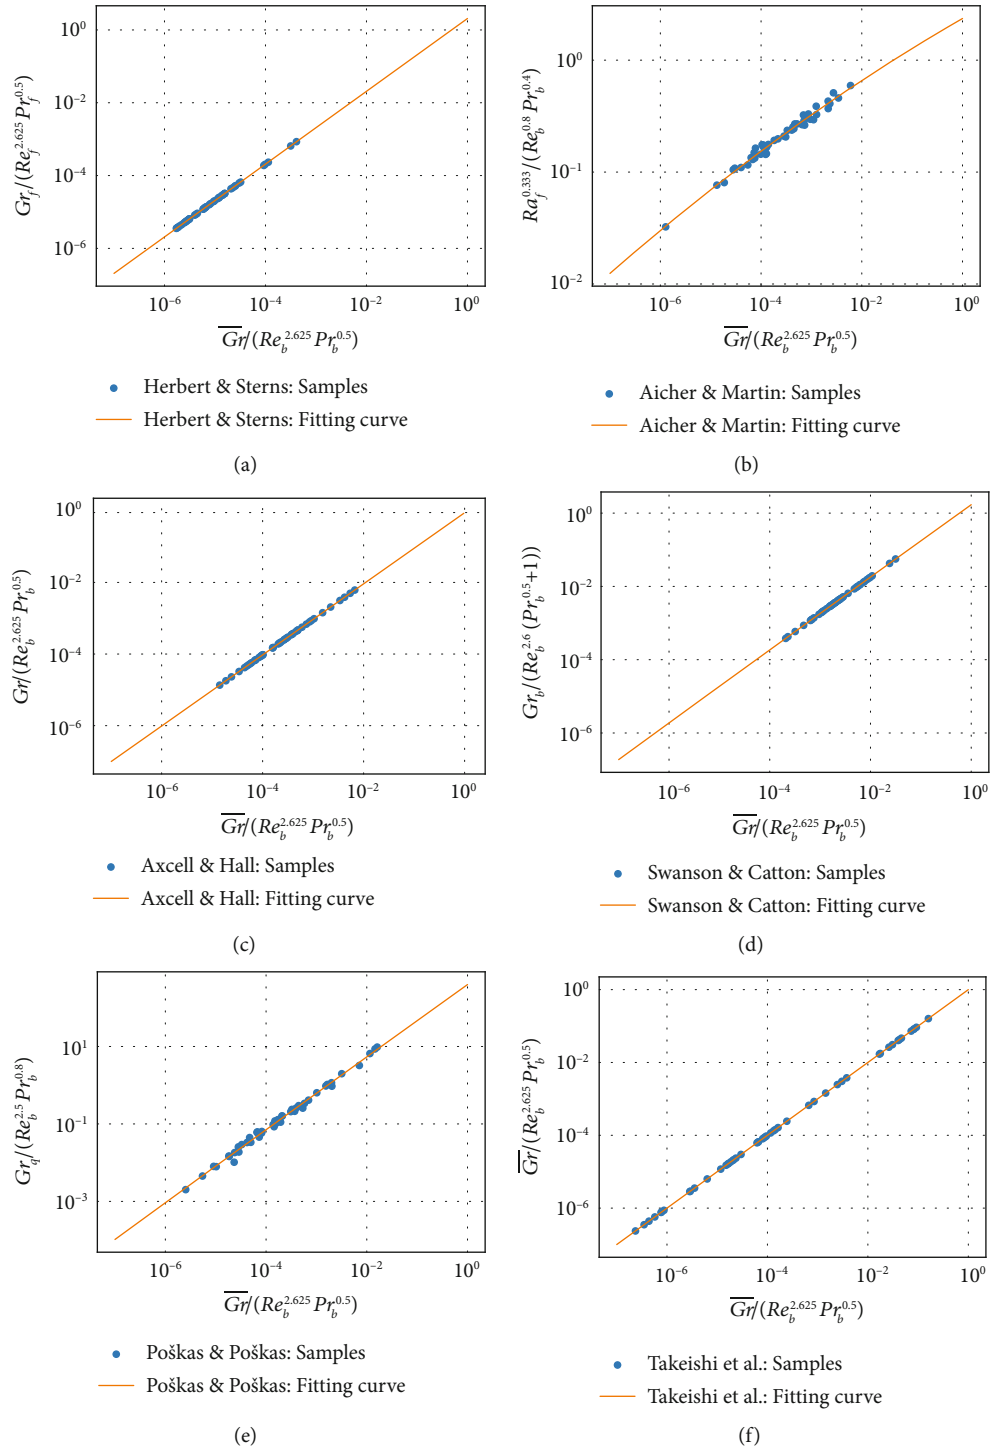 10^0
10^-2
10^-4
10^-6
Gr_f/(Re_f^2.625 Pr_f^0.5)
10^-6 10^-4 10^-2 10^0
\overline{Gr}/(Re_b^2.625 Pr_b^0.5)
Herbert & Sterns: Samples
Herbert & Sterns: Fitting curve
(a)
10^0
10^-1
10^-2
Ra_f^0.333/(Re_b^0.8 Pr_b^0.4)
10^-6 10^-4 10^-2 10^0
\overline{Gr}/(Re_b^2.625 Pr_b^0.5)
Aicher & Martin: Samples
Aicher & Martin: Fitting curve
(b)
10^0
10^-2
10^-4
10^-6
Gr/(Re_b^2.625 Pr_b^0.5)
10^-6 10^-4 10^-2 10^0
\overline{Gr}/(Re_b^2.625 Pr_b^0.5)
Axcell & Hall: Samples
Axcell & Hall: Fitting curve
(c)
10^0
10^-2
10^-4
10^-6
Gr_b/(Re_b^2.6 (Pr_b^0.5+1))
10^-6 10^-4 10^-2 10^0
\overline{Gr}/(Re_b^2.625 Pr_b^0.5)
Swanson & Catton: Samples
Swanson & Catton: Fitting curve
(d)
10^1
10^-1
10^-3
Gr_q/(Re_b^2.5 Pr_b^0.8)
10^-6 10^-4 10^-2 10^0
\overline{Gr}/(Re_b^2.625 Pr_b^0.5)
Poškas & Poškas: Samples
Poškas & Poškas: Fitting curve
(e)
10^0
10^-2
10^-4
10^-6
\overline{Gr}/(Re_b^2.625 Pr_b^0.5)
10^-6 10^-4 10^-2 10^0
\overline{Gr}/(Re_b^2.625 Pr_b^0.5)
Takeishi et al.: Samples
Takeishi et al.: Fitting curve
(f)